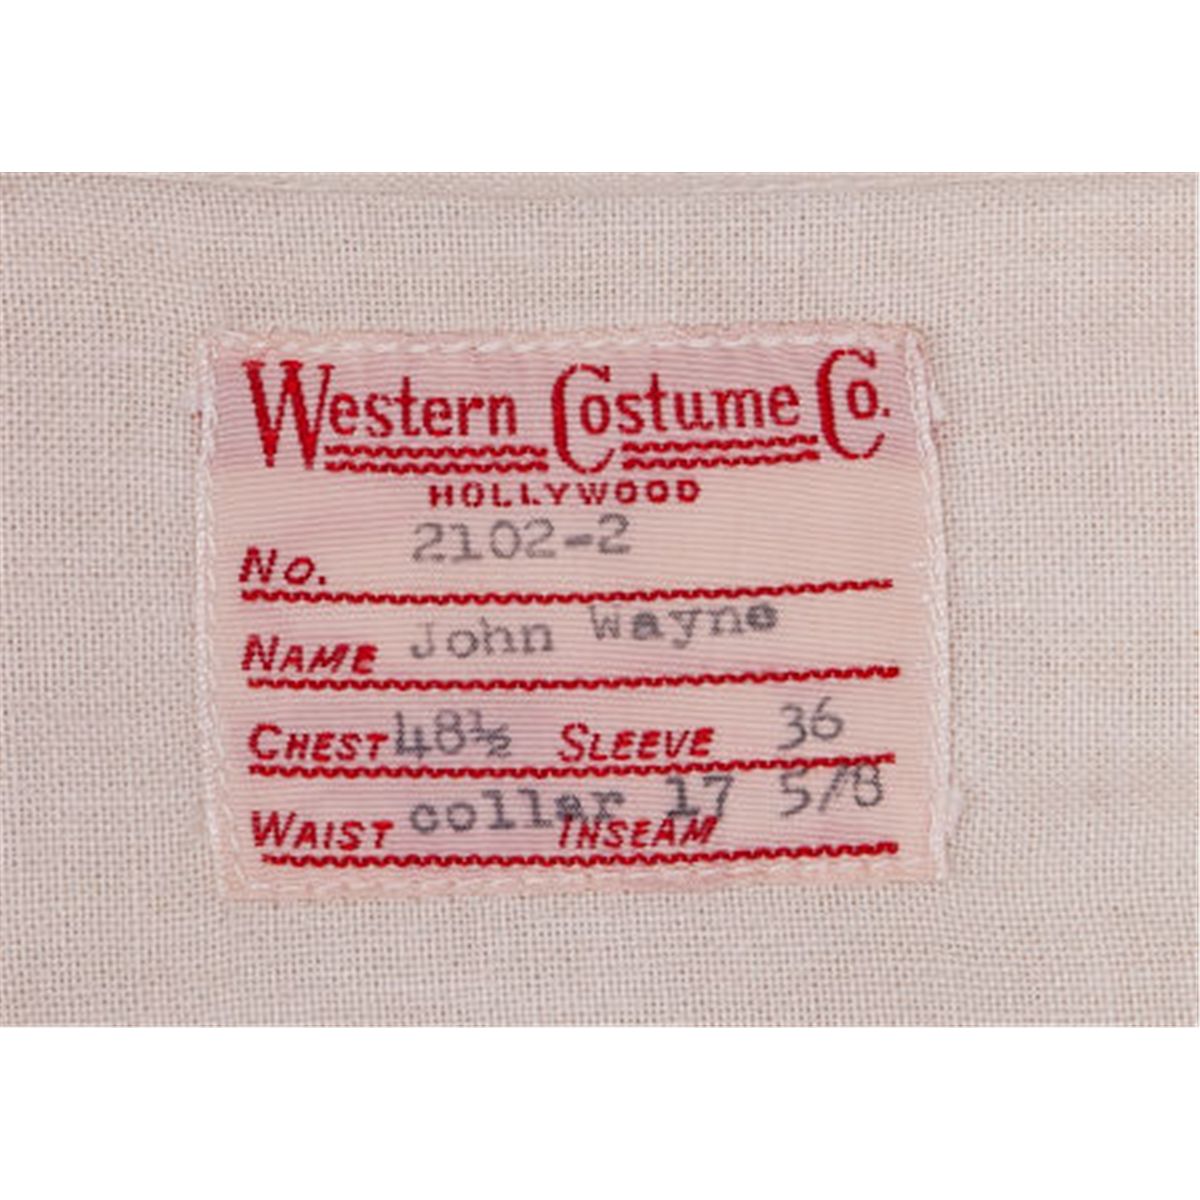 Western Costume Co.
HOLLYWOOD
No. 2102-2
NAME John Wayne
CHEST 48½ SLEEVE 36
WAIST collar 17 5/8
INSEAM